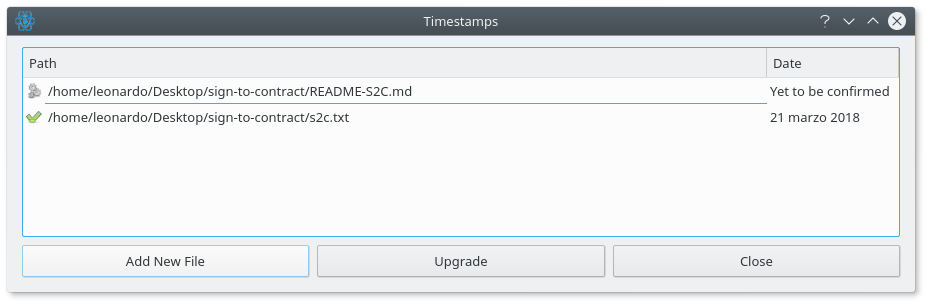 Timestamps
Path Date
/home/leonardo/Desktop/sign-to-contract/README-S2C.md Yet to be confirmed
/home/leonardo/Desktop/sign-to-contract/s2c.txt 21 marzo 2018
Add New File Upgrade Close